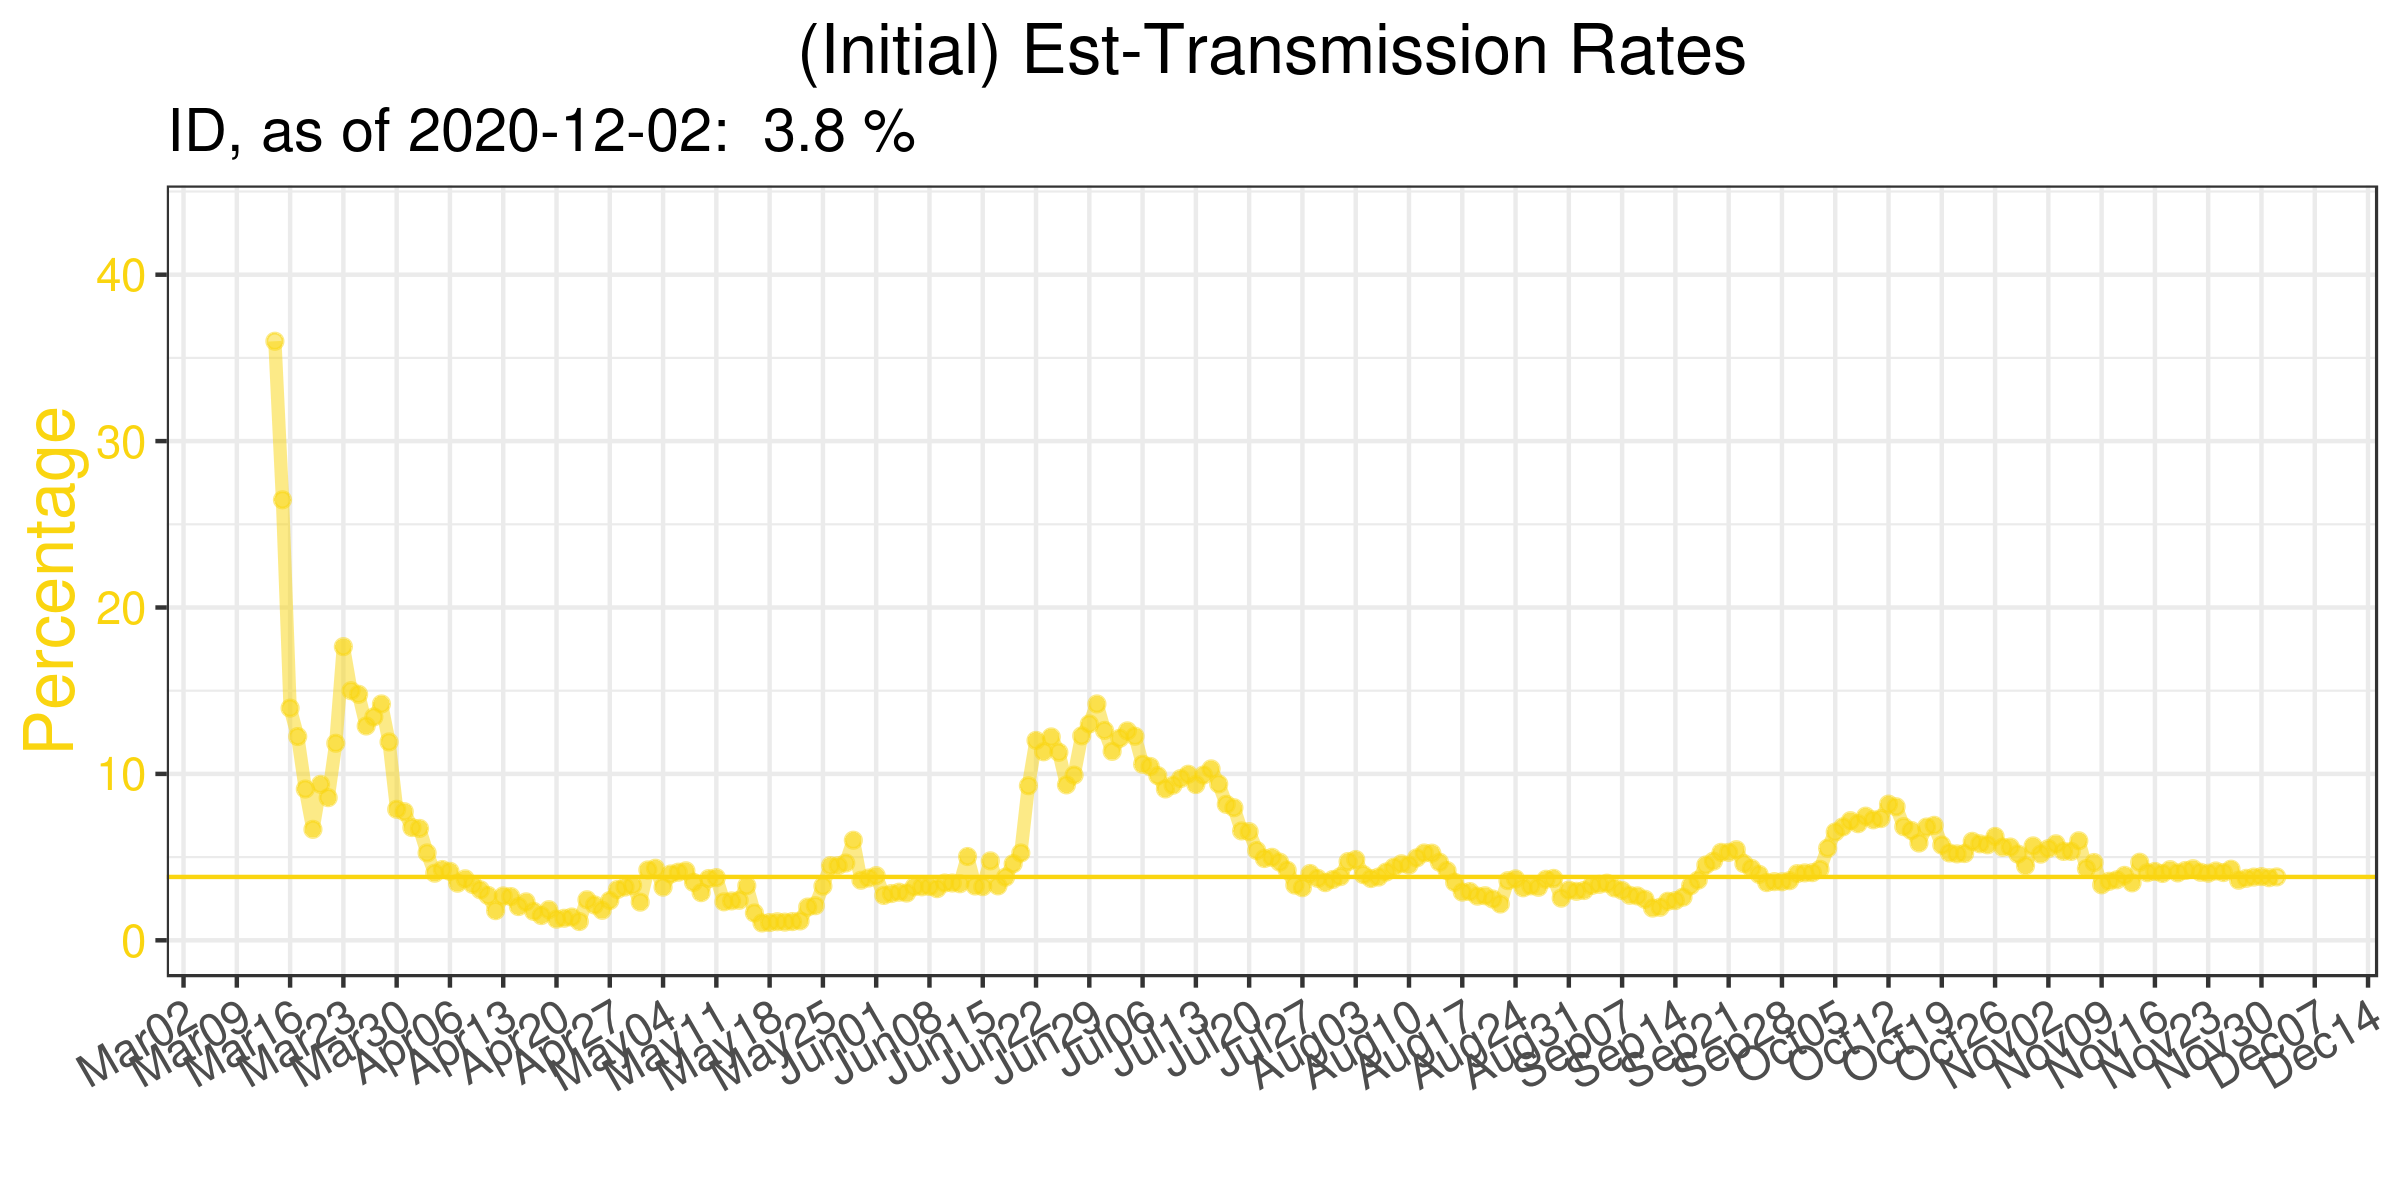 (Initial) Est-Transmission Rates
ID, as of 2020-12-02:  3.8 %
Percentage
40
30
20
10
0
Mar02
Mar09
Mar16
Mar23
Mar30
Apr06
Apr13
Apr20
Apr27
May04
May11
May18
May25
Jun01
Jun08
Jun15
Jun22
Jun29
Jul06
Jul13
Jul20
Jul27
Aug03
Aug10
Aug17
Aug24
Aug31
Sep07
Sep14
Sep21
Sep28
Oct05
Oct12
Oct19
Oct26
Nov02
Nov09
Nov16
Nov23
Nov30
Dec07
Dec14